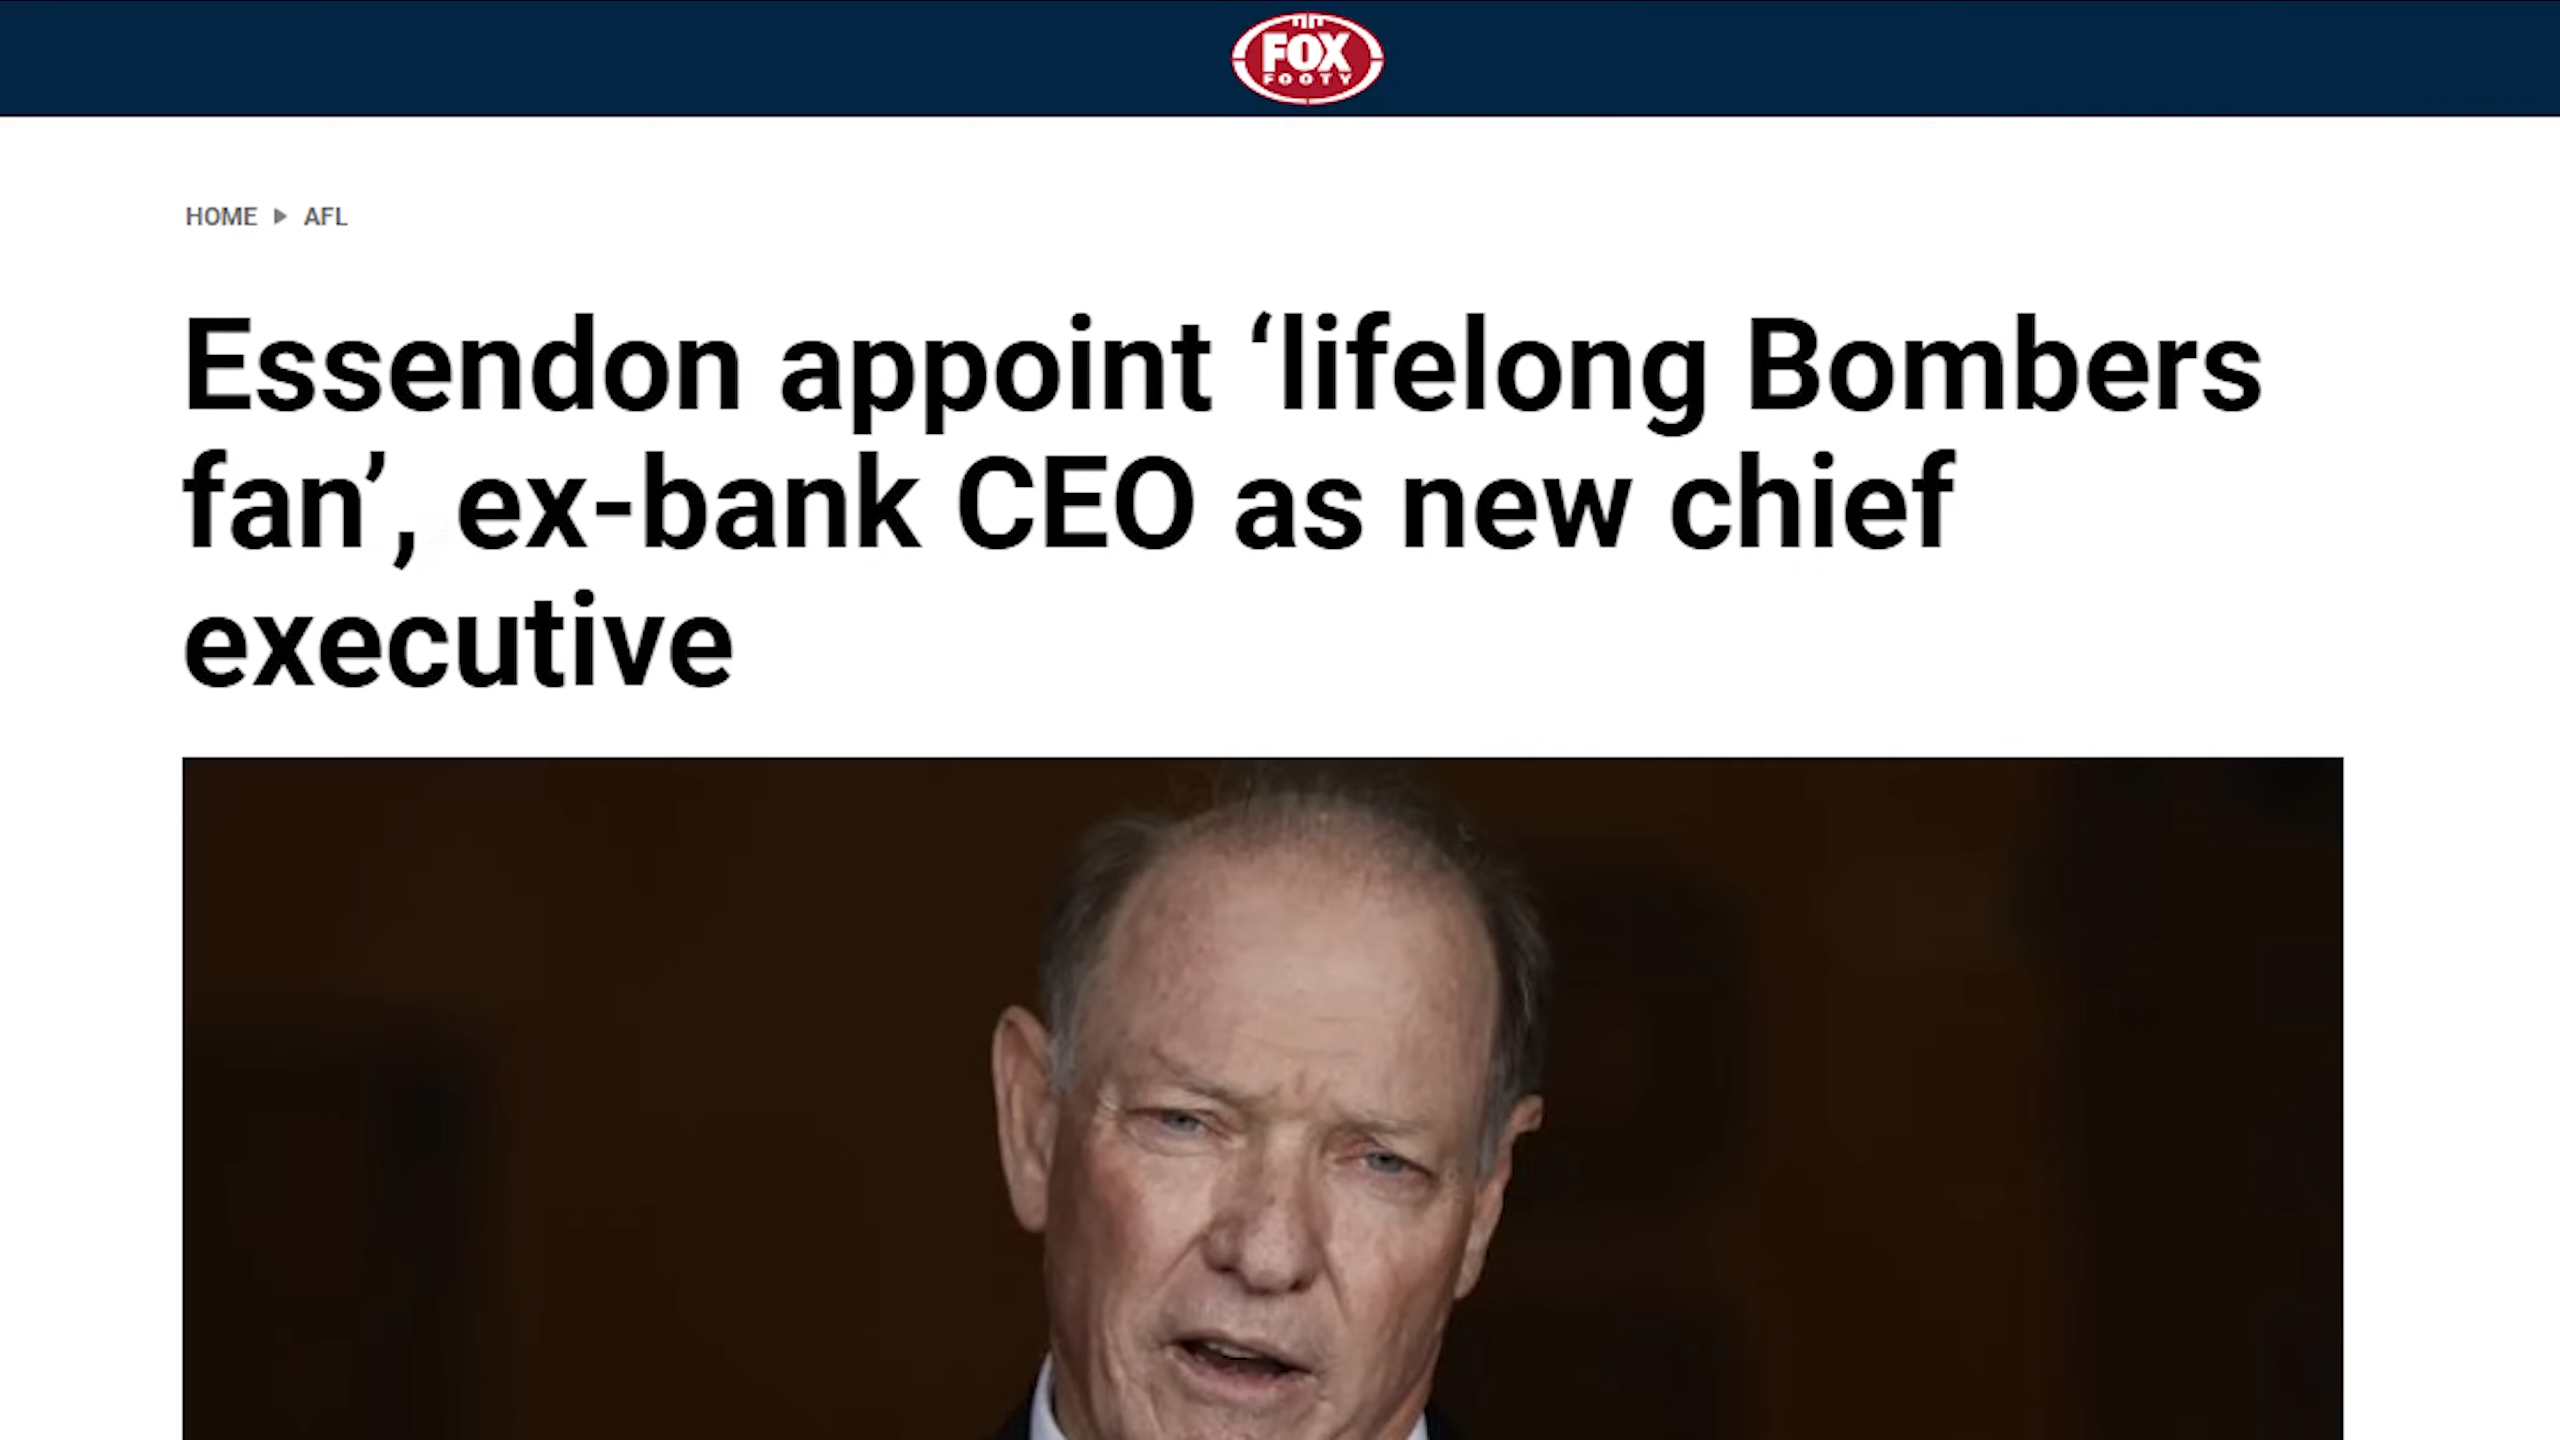 FOX
FOOTY
HOME ▶ AFL
Essendon appoint ‘lifelong Bombers
fan’, ex-bank CEO as new chief
executive